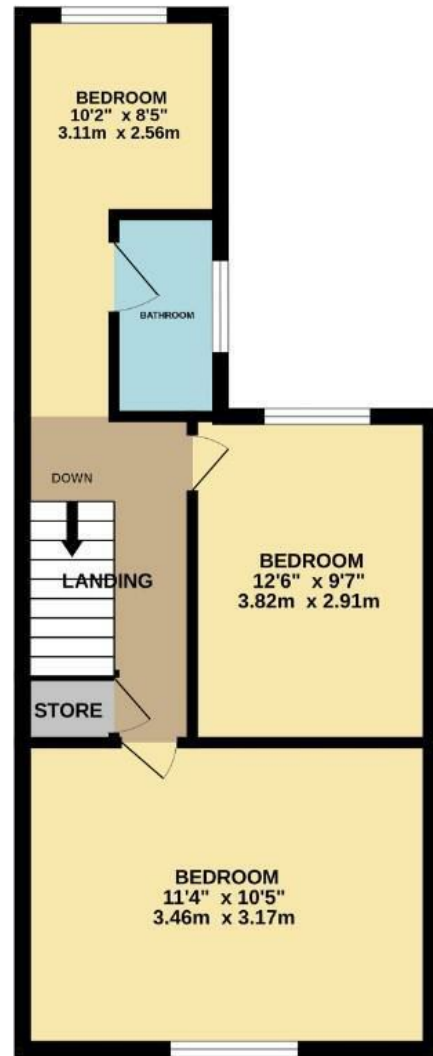 BEDROOM
10'2" x 8'5"
3.11m x 2.56m
BATHROOM
DOWN
LANDING
BEDROOM
12'6" x 9'7"
3.82m x 2.91m
STORE
BEDROOM
11'4" x 10'5"
3.46m x 3.17m